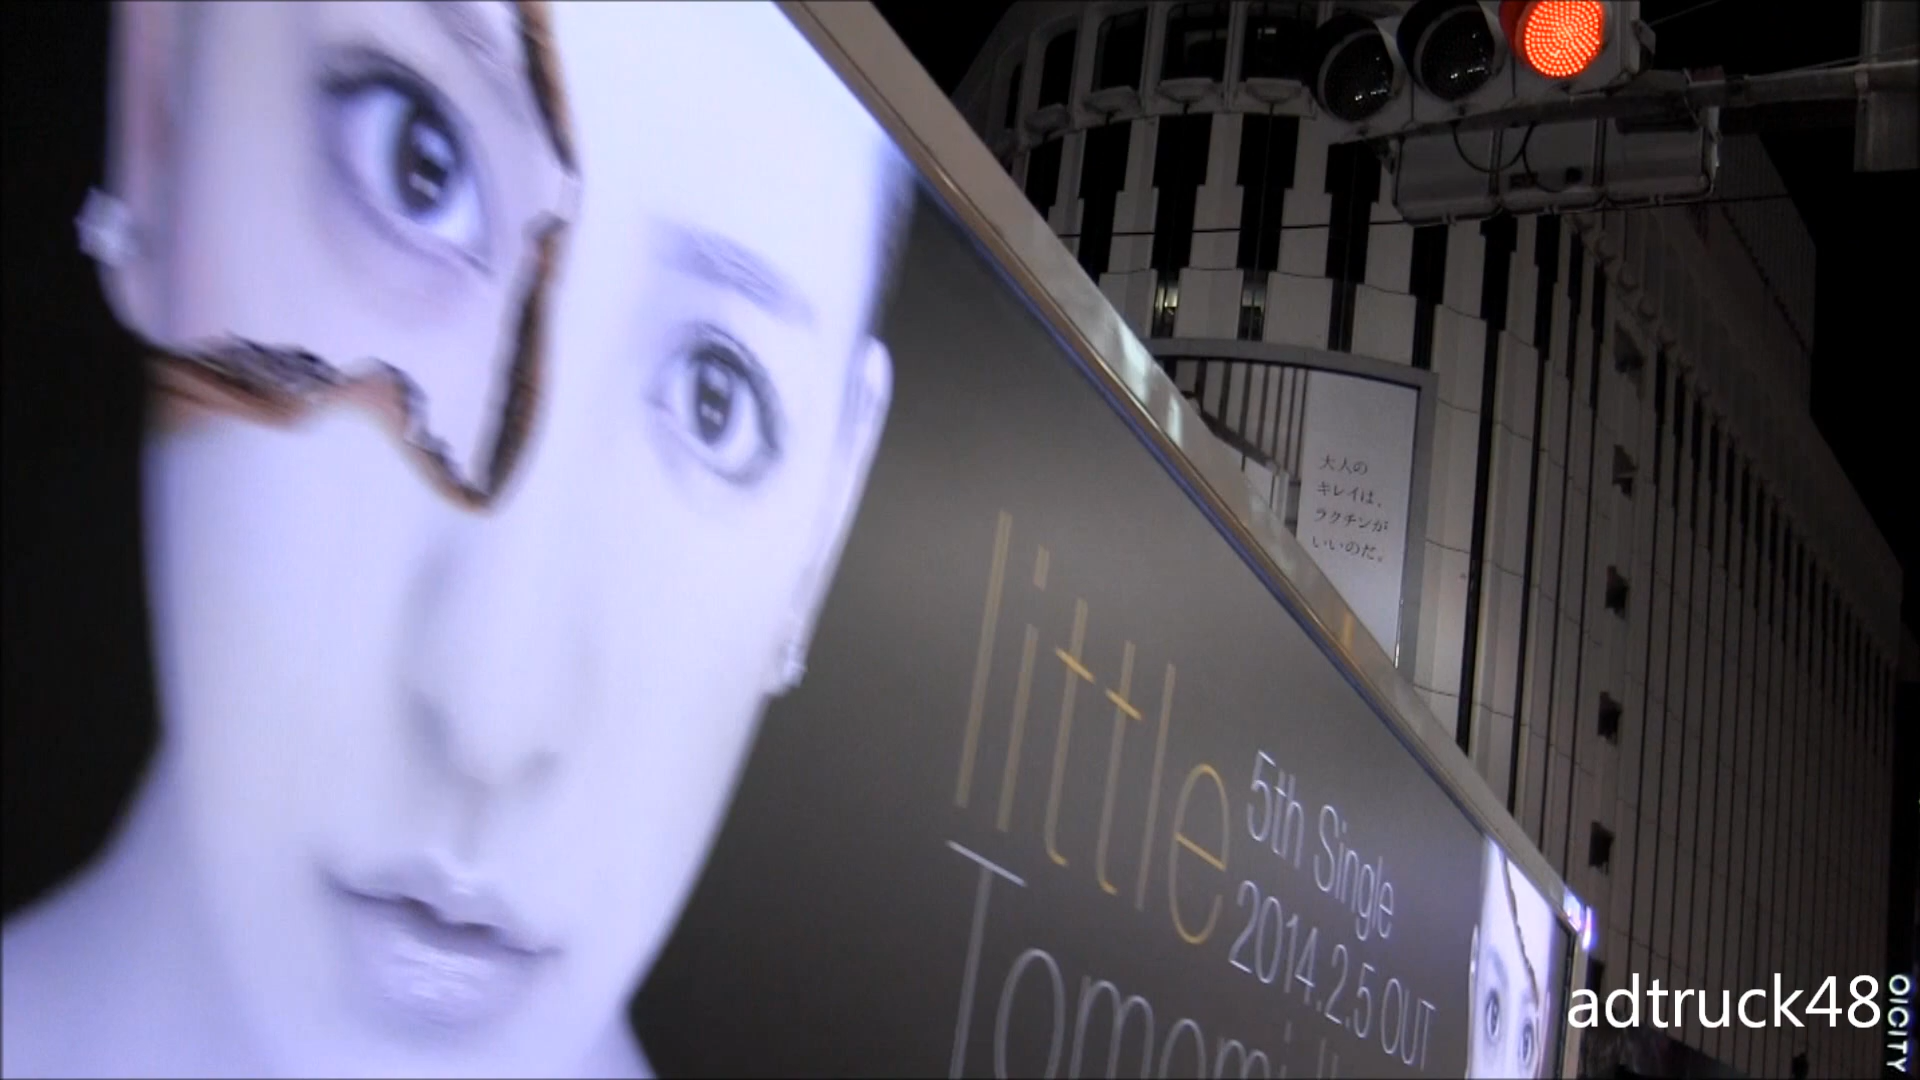 大人の
キレイは、
ラクチンが
いいのだ。
little
5th Single
2014.2.5 OUT
Tomomi
adtruck48
OICITY